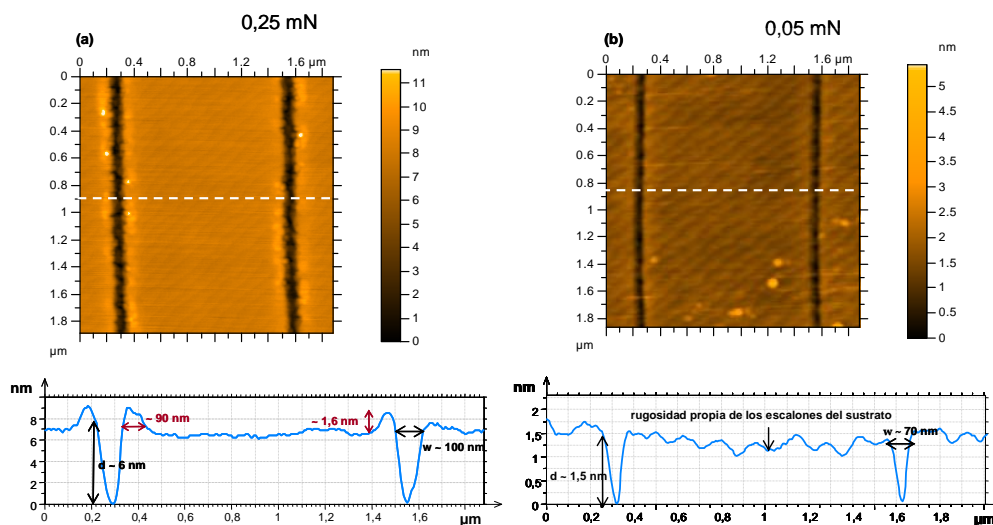 0,25 mN
(a)
0 0.4 0.8 1.2 1.6 µm
nm
0
0.2
0.4
0.6
0.8
1
1.2
1.4
1.6
1.8
µm
11
10
9
8
7
6
5
4
3
2
1
0
0,05 mN
(b)
0 0.4 0.8 1.2 1.6 µm
nm
0
0.2
0.4
0.6
0.8
1
1.2
1.4
1.6
1.8
µm
5
4.5
4
3.5
3
2.5
2
1.5
1
0.5
0
nm
8
6
4
2
0
~ 90 nm
~ 1,6 nm
d ~ 6 nm
w ~ 100 nm
0 0,2 0,4 0,6 0,8 1 1,2 1,4 1,6 1,8
µm
nm
2
1,5
1
0,5
0
rugosidad propia de los escalones del sustrato
w ~ 70 nm
d ~ 1,5 nm
0 0,2 0,4 0,6 0,8 1 1,2 1,4 1,6 1,8
µm